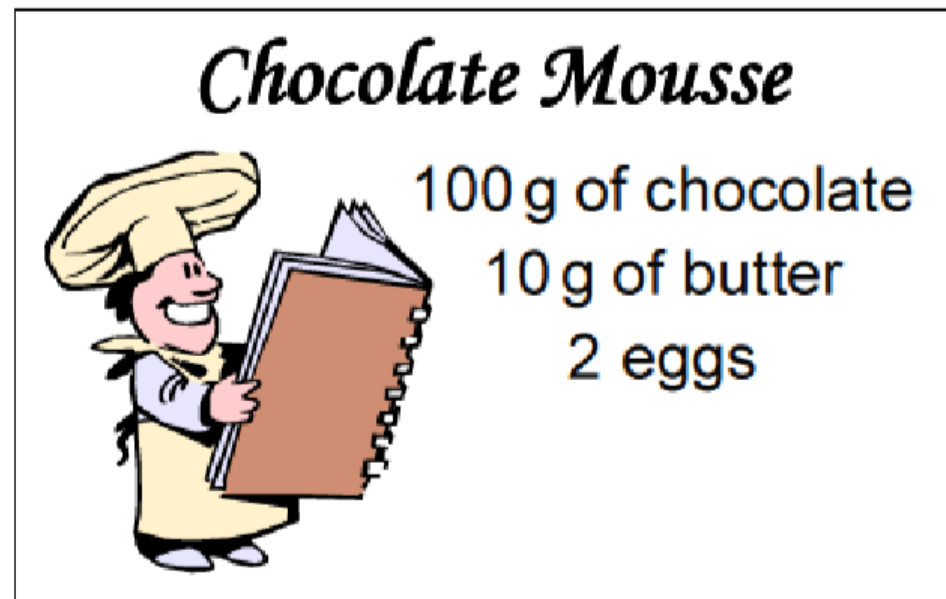 Chocolate Mousse
100 g of chocolate
10 g of butter
2 eggs